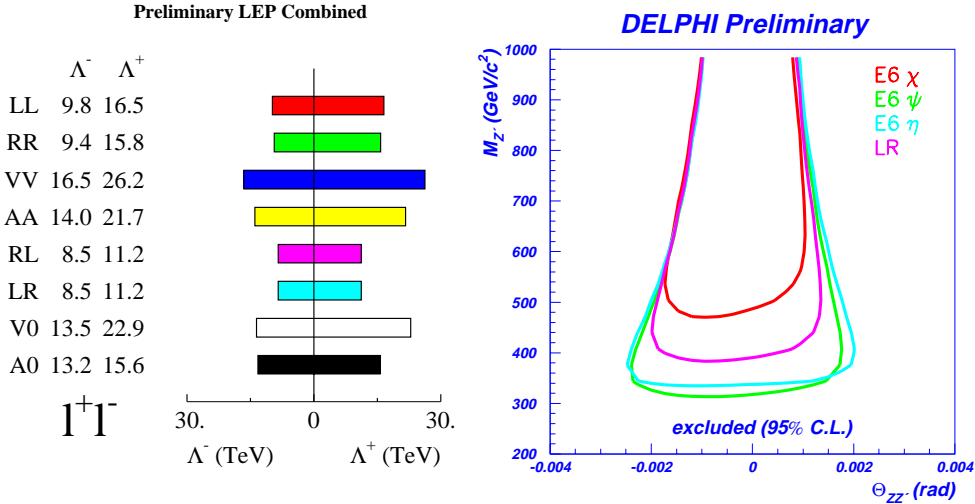 Preliminary LEP Combined
Λ⁻ Λ⁺
LL 9.8 16.5
RR 9.4 15.8
VV 16.5 26.2
AA 14.0 21.7
RL 8.5 11.2
LR 8.5 11.2
V0 13.5 22.9
A0 13.2 15.6
l⁺l⁻
30. 0 30.
Λ⁻ (TeV) Λ⁺ (TeV)
DELPHI Preliminary
M_Z´ (GeV/c²)
1000
900
800
700
600
500
400
300
200
E6 χ
E6 ψ
E6 η
LR
excluded (95% C.L.)
-0.004 -0.002 0 0.002 0.004
Θ_ZZ´ (rad)